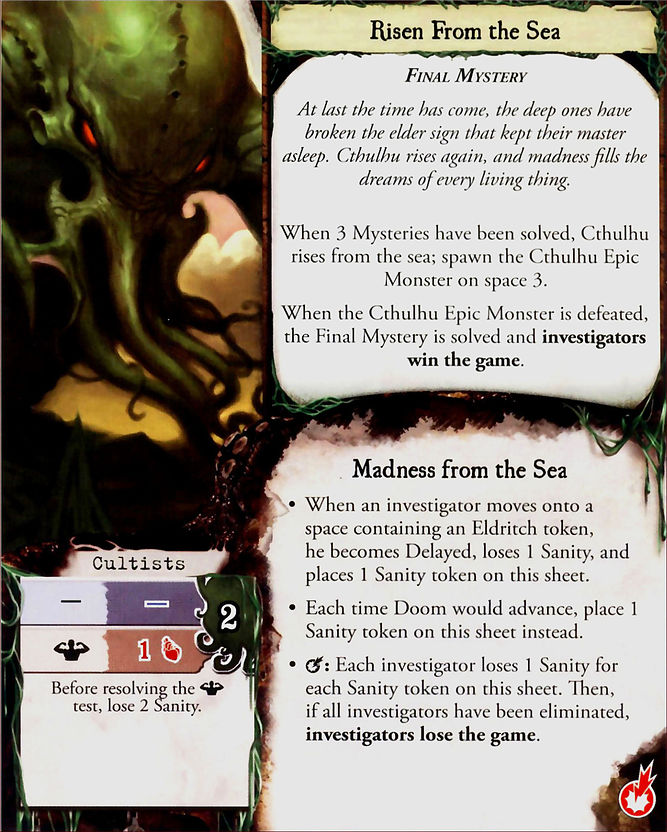 Risen From the Sea
Final Mystery
At last the time has come, the deep ones have
broken the elder sign that kept their master
asleep. Cthulhu rises again, and madness fills the
dreams of every living thing.
When 3 Mysteries have been solved, Cthulhu
rises from the sea; spawn the Cthulhu Epic
Monster on space 3.
When the Cthulhu Epic Monster is defeated,
the Final Mystery is solved and investigators
win the game.
Madness from the Sea
• When an investigator moves onto a
space containing an Eldritch token,
he becomes Delayed, loses 1 Sanity, and
places 1 Sanity token on this sheet.
• Each time Doom would advance, place 1
Sanity token on this sheet instead.
• : Each investigator loses 1 Sanity for
each Sanity token on this sheet. Then,
if all investigators have been eliminated,
investigators lose the game.
Cultists
— — 2
1
Before resolving the
test, lose 2 Sanity.